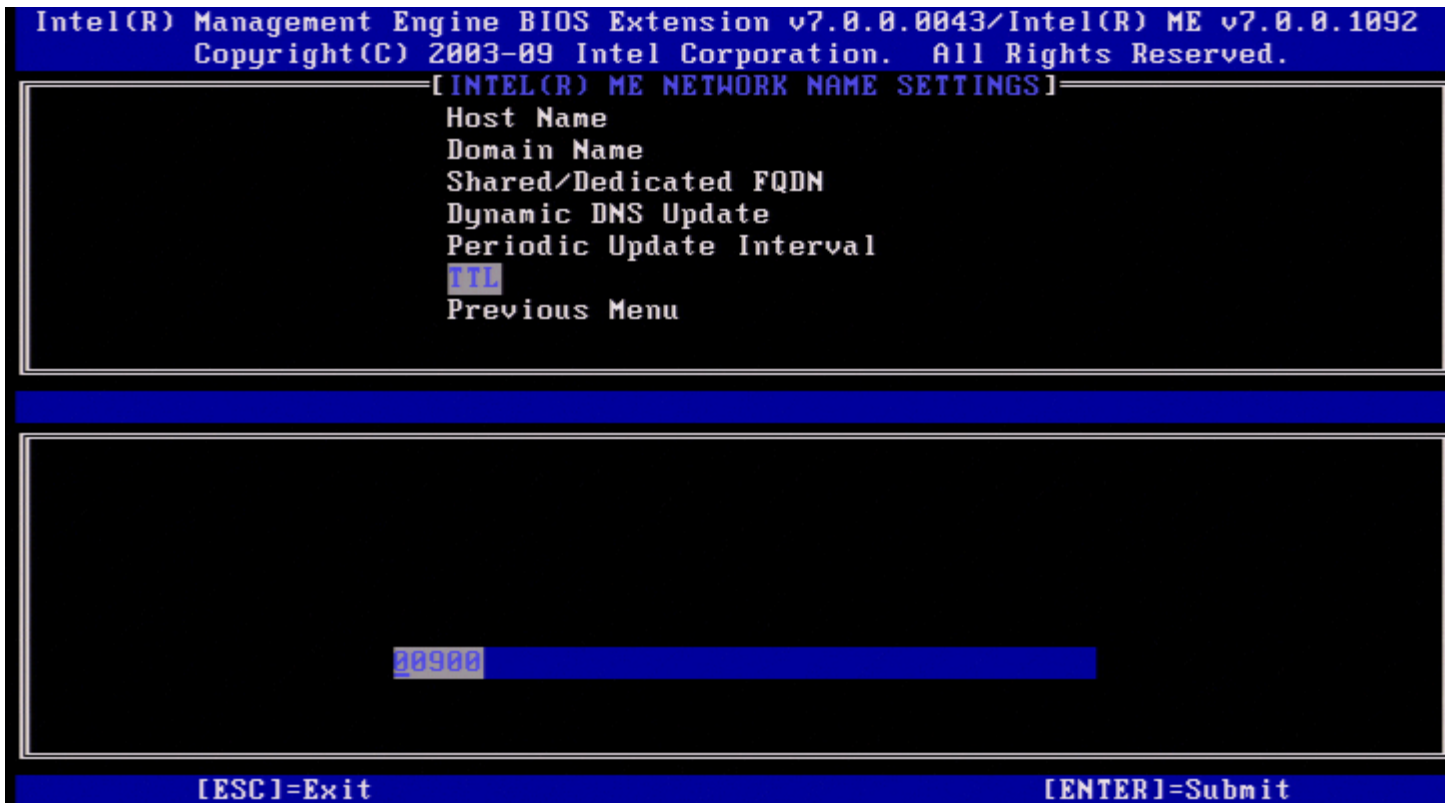 Intel(R) Management Engine BIOS Extension v7.0.0.0043/Intel(R) ME v7.0.0.1092
Copyright(C) 2003-09 Intel Corporation. All Rights Reserved.
[INTEL(R) ME NETWORK NAME SETTINGS]
Host Name
Domain Name
Shared/Dedicated FQDN
Dynamic DNS Update
Periodic Update Interval
TTL
Previous Menu
00900
[ESC]=Exit [ENTER]=Submit